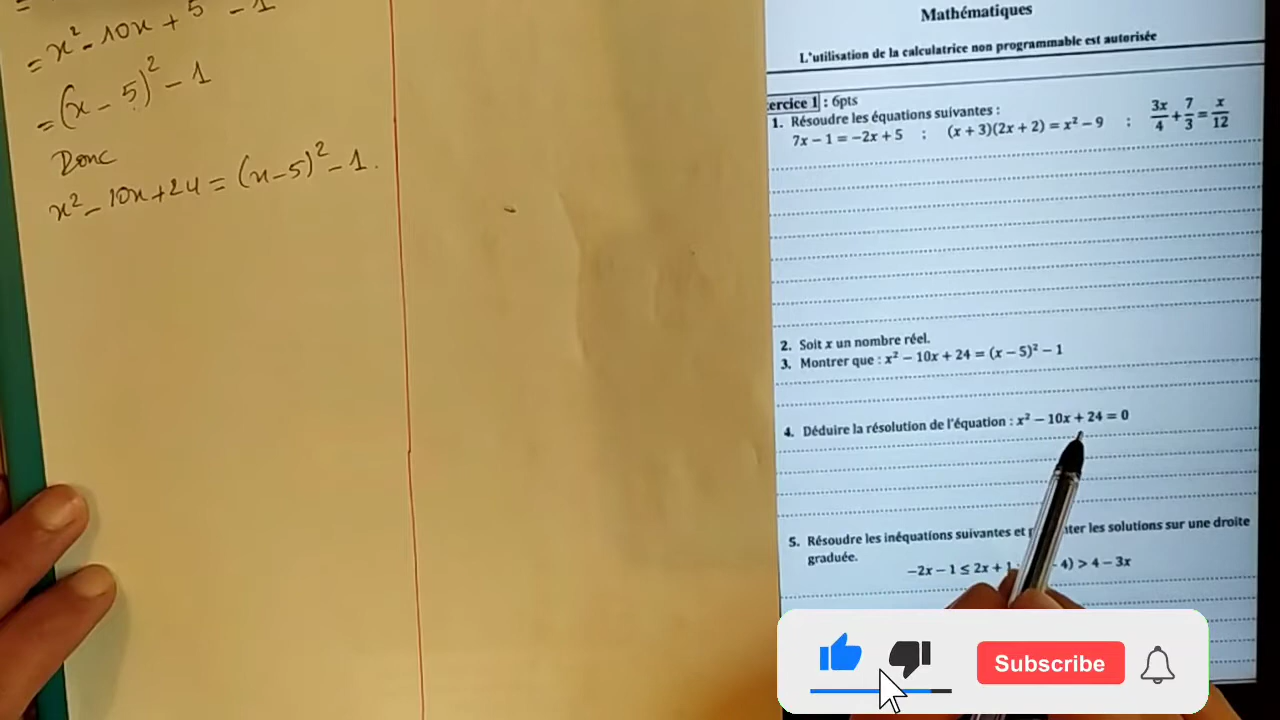 = x² - 10x + 5² - 1
= (x - 5)² - 1
Donc
x² - 10x + 24 = (x - 5)² - 1.
Mathématiques
L'utilisation de la calculatrice non programmable est autorisée
ercice 1 : 6pts
1. Résoudre les équations suivantes :
7x − 1 = −2x + 5 ; (x + 3)(2x + 2) = x² − 9 ; 3x/4 + 7/3 = x/12
2. Soit x un nombre réel.
3. Montrer que : x² − 10x + 24 = (x − 5)² − 1
4. Déduire la résolution de l'équation : x² − 10x + 24 = 0
5. Résoudre les inéquations suivantes et les solutions sur une droite
graduée.
−2x − 1 ≤ 2x + 1 4) > 4 − 3x
Subscribe